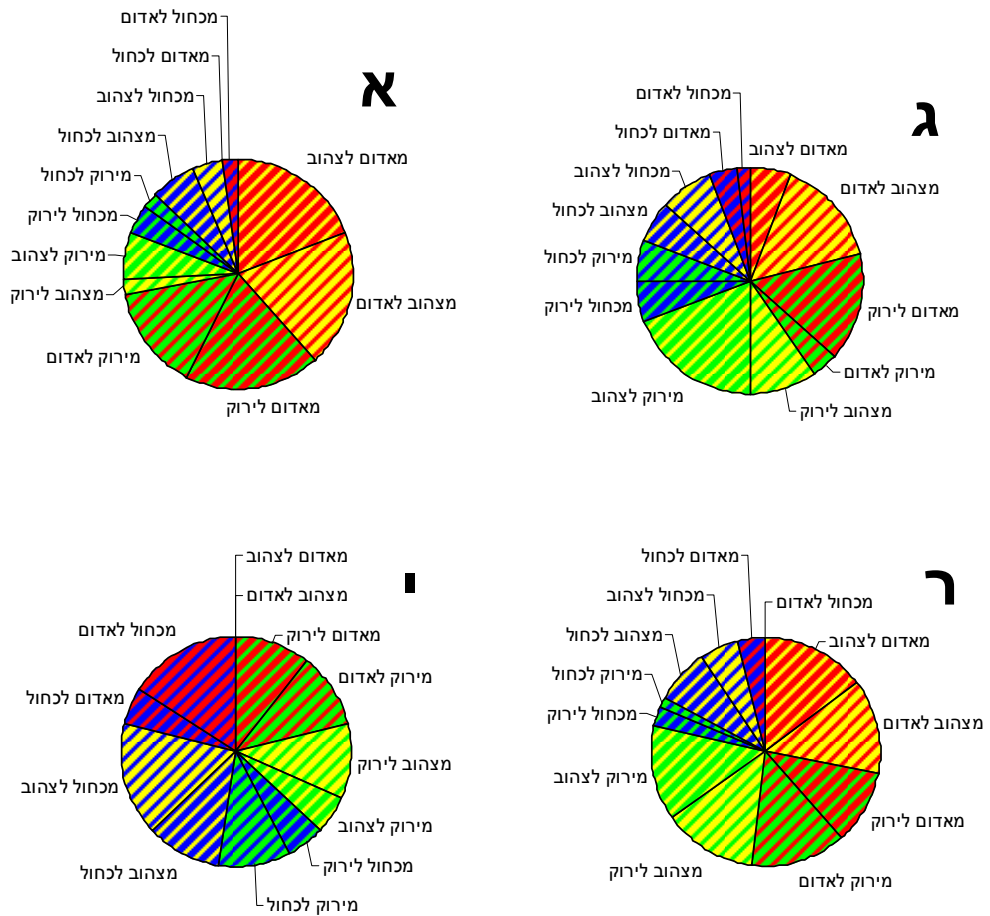 א
מכחול לאדום
מאדום לכחול
מכחול לצהוב
מצהוב לכחול
מירוק לכחול
מכחול לירוק
מירוק לצהוב
מצהוב לירוק
מירוק לאדום
מאדום לירוק
מצהוב לאדום
מאדום לצהוב
ג
מכחול לאדום
מאדום לכחול
מכחול לצהוב
מצהוב לכחול
מירוק לכחול
מכחול לירוק
מירוק לצהוב
מצהוב לירוק
מירוק לאדום
מאדום לירוק
מצהוב לאדום
מאדום לצהוב
י
מאדום לצהוב
מצהוב לאדום
מאדום לירוק
מירוק לאדום
מצהוב לירוק
מירוק לצהוב
מכחול לירוק
מירוק לכחול
מצהוב לכחול
מכחול לצהוב
מאדום לכחול
מכחול לאדום
ר
מאדום לכחול
מכחול לצהוב
מצהוב לכחול
מירוק לכחול
מכחול לירוק
מירוק לצהוב
מצהוב לירוק
מירוק לאדום
מאדום לירוק
מצהוב לאדום
מאדום לצהוב
מכחול לאדום